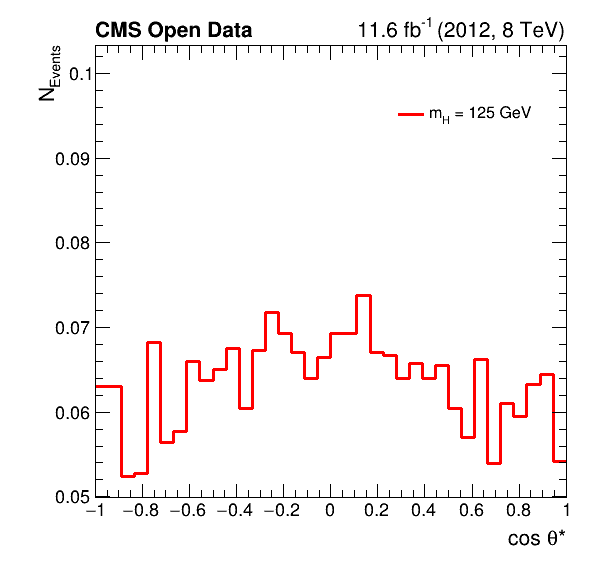 CMS Open Data 11.6 fb⁻¹ (2012, 8 TeV)
N_Events
0.1
m_H = 125 GeV
0.09
0.08
0.07
0.06
0.05
−1 −0.8 −0.6 −0.4 −0.2 0 0.2 0.4 0.6 0.8 1
cos θ*